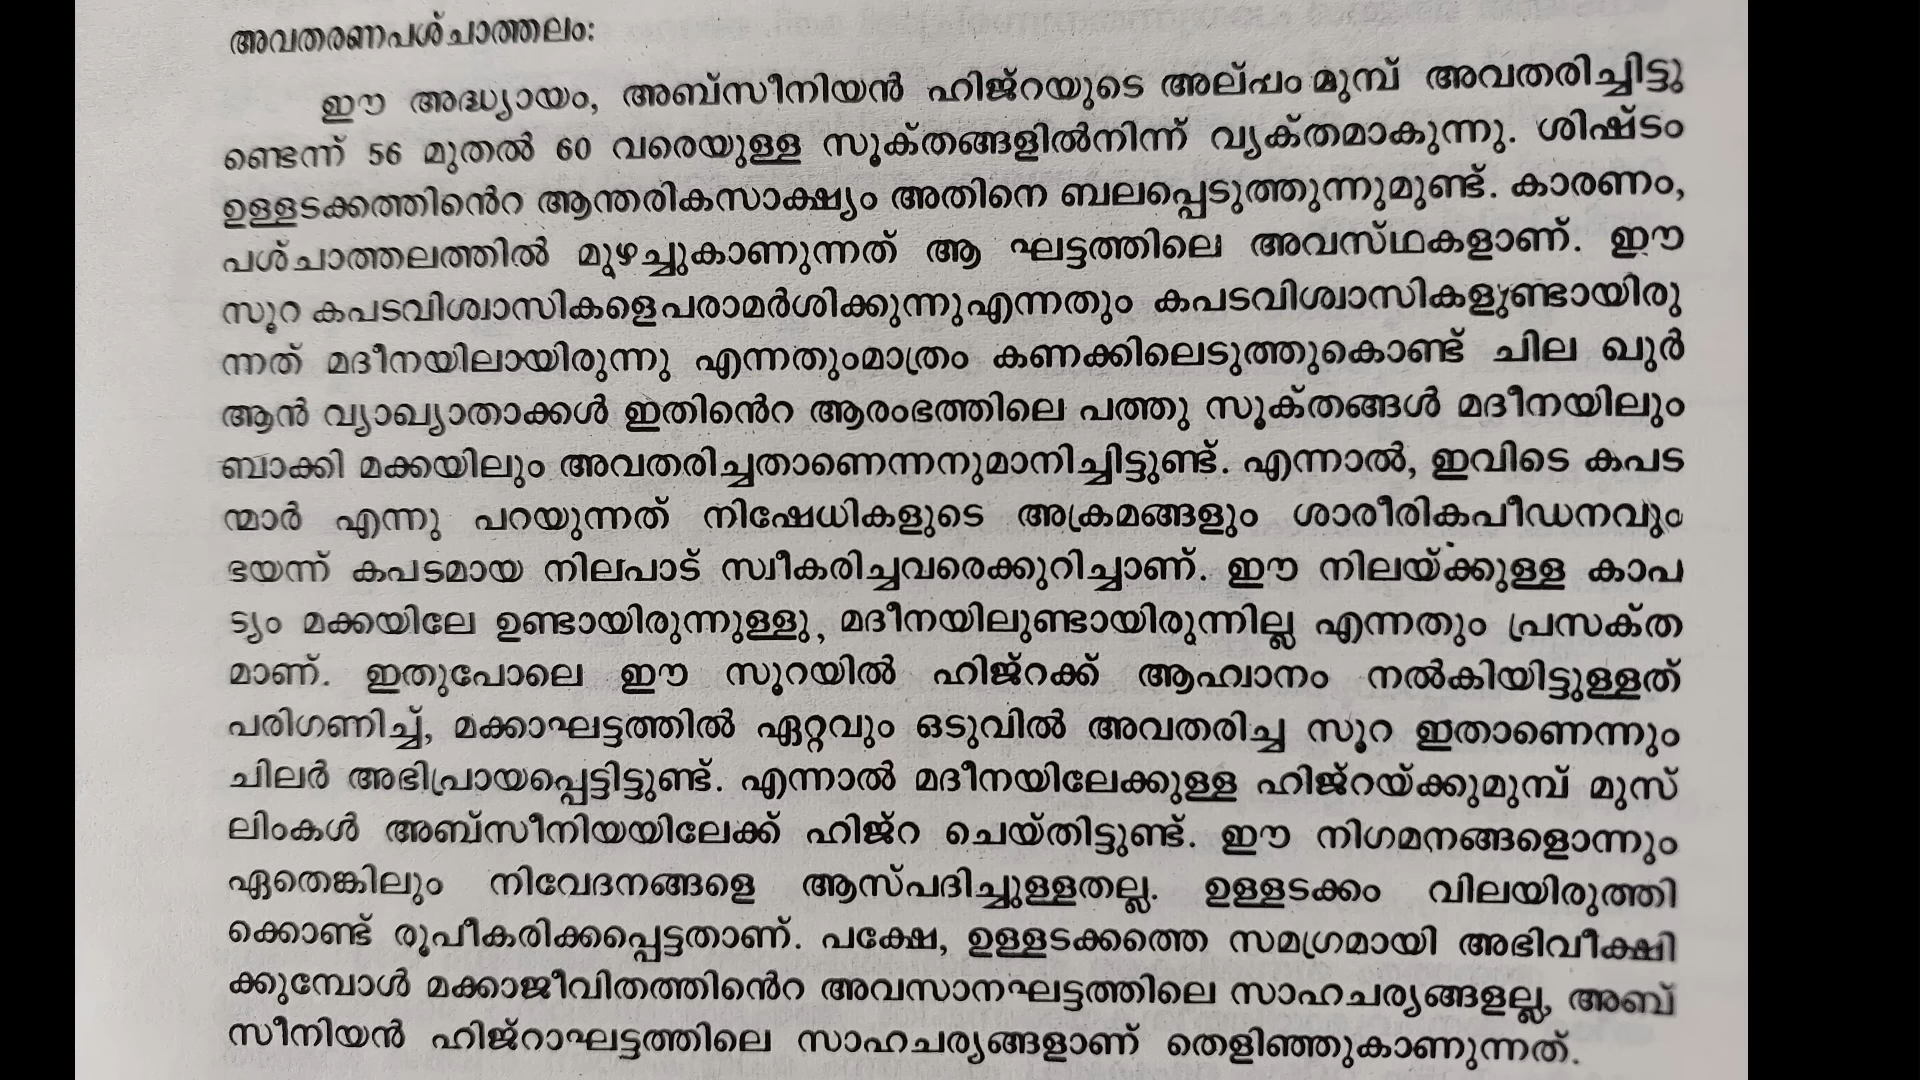 അവതരണപശ്ചാത്തലം:
ഈ അദ്ധ്യായം, അബ്സീനിയൻ ഹിജ്റയുടെ അല്പം മുമ്പ് അവതരിച്ചിട്ടു
ണ്ടെന്ന് 56 മുതൽ 60 വരെയുള്ള സൂക്തങ്ങളിൽനിന്ന് വ്യക്തമാകുന്നു. ശിഷ്ടം
ഉള്ളടക്കത്തിൻെറ ആന്തരികസാക്ഷ്യം അതിനെ ബലപ്പെടുത്തുന്നുമുണ്ട്. കാരണം,
പശ്ചാത്തലത്തിൽ മുഴച്ചുകാണുന്നത് ആ ഘട്ടത്തിലെ അവസ്ഥകളാണ്. ഈ
സൂറ കപടവിശ്വാസികളെപരാമർശിക്കുന്നുഎന്നതും കപടവിശ്വാസികളുണ്ടായിരു
ന്നത് മദീനയിലായിരുന്നു എന്നതുംമാത്രം കണക്കിലെടുത്തുകൊണ്ട് ചില ഖുർ
ആൻ വ്യാഖ്യാതാക്കൾ ഇതിൻെറ ആരംഭത്തിലെ പത്തു സൂക്തങ്ങൾ മദീനയിലും
ബാക്കി മക്കയിലും അവതരിച്ചതാണെന്നനുമാനിച്ചിട്ടുണ്ട്. എന്നാൽ, ഇവിടെ കപട
ന്മാർ എന്നു പറയുന്നത് നിഷേധികളുടെ അക്രമങ്ങളും ശാരീരികപീഡനവും
ഭയന്ന് കപടമായ നിലപാട് സ്വീകരിച്ചവരെക്കുറിച്ചാണ്. ഈ നിലയ്ക്കുള്ള കാപ
ട്യം മക്കയിലേ ഉണ്ടായിരുന്നുള്ളു, മദീനയിലുണ്ടായിരുന്നില്ല എന്നതും പ്രസക്ത
മാണ്. ഇതുപോലെ ഈ സൂറയിൽ ഹിജ്റക്ക് ആഹ്വാനം നൽകിയിട്ടുള്ളത്
പരിഗണിച്ച്, മക്കാഘട്ടത്തിൽ ഏറ്റവും ഒടുവിൽ അവതരിച്ച സൂറ ഇതാണെന്നും
ചിലർ അഭിപ്രായപ്പെട്ടിട്ടുണ്ട്. എന്നാൽ മദീനയിലേക്കുള്ള ഹിജ്റയ്ക്കുമുമ്പ് മുസ്
ലിംകൾ അബ്സീനിയയിലേക്ക് ഹിജ്റ ചെയ്തിട്ടുണ്ട്. ഈ നിഗമനങ്ങളൊന്നും
ഏതെങ്കിലും നിവേദനങ്ങളെ ആസ്പദിച്ചുള്ളതല്ല. ഉള്ളടക്കം വിലയിരുത്തി
ക്കൊണ്ട് രൂപീകരിക്കപ്പെട്ടതാണ്. പക്ഷേ, ഉള്ളടക്കത്തെ സമഗ്രമായി അഭിവീക്ഷി
ക്കുമ്പോൾ മക്കാജീവിതത്തിൻെറ അവസാനഘട്ടത്തിലെ സാഹചര്യങ്ങളല്ല, അബ്
സീനിയൻ ഹിജ്റാഘട്ടത്തിലെ സാഹചര്യങ്ങളാണ് തെളിഞ്ഞുകാണുന്നത്.